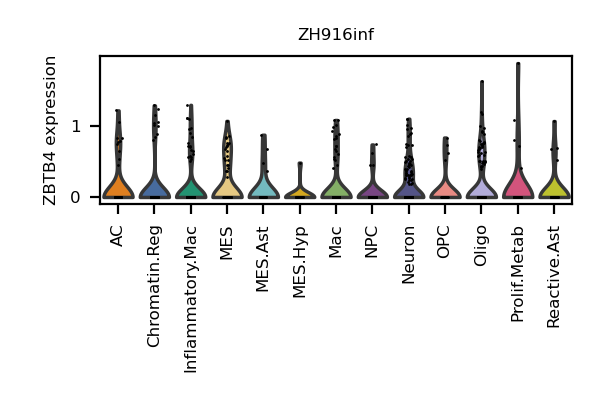 ZH916inf
ZBTB4 expression
1
0
AC
Chromatin.Reg
Inflammatory.Mac
MES
MES.Ast
MES.Hyp
Mac
NPC
Neuron
OPC
Oligo
Prolif.Metab
Reactive.Ast